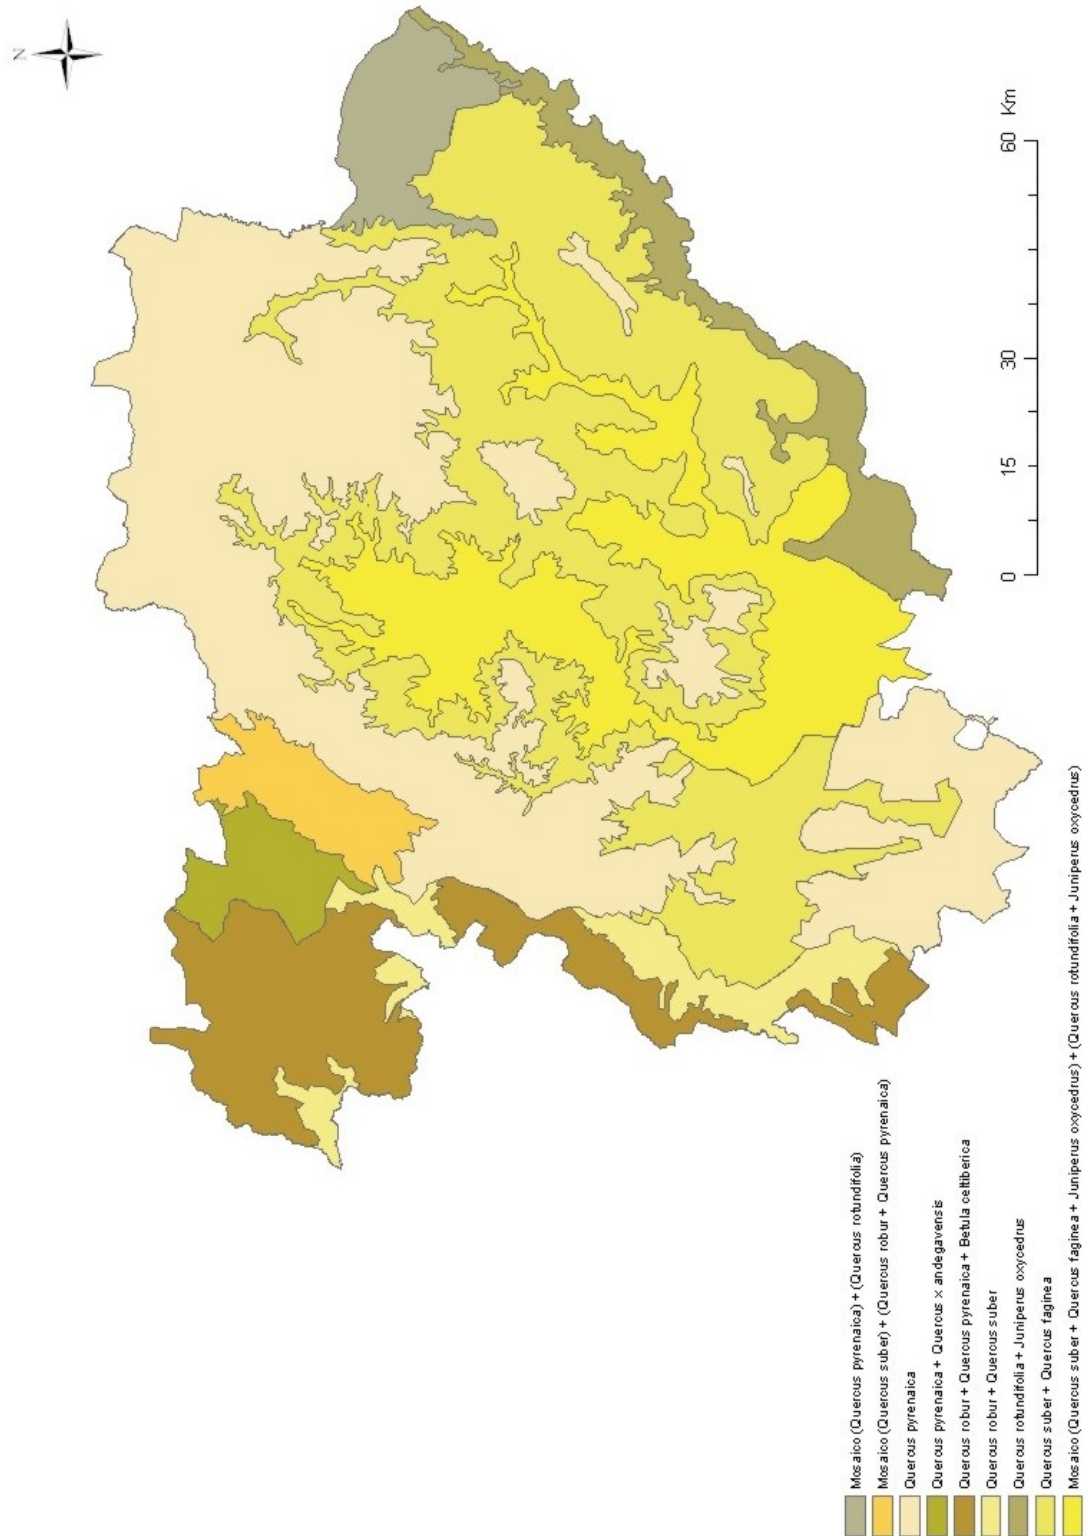 N
60 Km
30
15
0
Mosaico (Quercus pyrenaica) + (Quercus rotundifolia)
Mosaico (Quercus suber) + (Quercus robur + Quercus pyrenaica)
Quercus pyrenaica
Quercus pyrenaica + Quercus × andegavensis
Quercus robur + Quercus pyrenaica + Betula celtiberica
Quercus robur + Quercus suber
Quercus rotundifolia + Juniperus oxycedrus
Quercus suber + Quercus faginea
Mosaico (Quercus suber + Quercus faginea + Juniperus oxycedrus) + (Quercus rotundifolia + Juniperus oxycedrus)